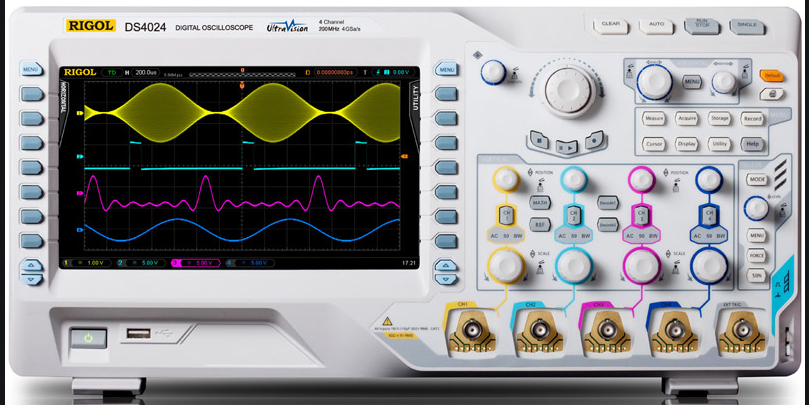 RIGOL DS4024 DIGITAL OSCILLOSCOPE UltraVision 4 Channel
200MHz 4GSa/s
CLEAR AUTO RUN STOP SINGLE
MENU MENU
RIGOL T'D H 200.0us D 0.00000000ps T 0.00 V
HORIZONTAL UTILITY
MENU Default
Measure Acquire Storage Record
Cursor Display Utility Help
POSITION POSITION
MODE
MATH Decode1
CH 1 CH 2 CH 3 CH 4
REF Decode2
LEVEL
AC 50 BW AC 50 BW AC 50 BW AC 50 BW
MENU
SCALE SCALE
FORCE
50%
1 = 1.00 V 2 = 5.00 V 3 = 5.00 V 4 = 5.00 V 17:21
CH1 CH2 CH3 CH4 EXT TRIG